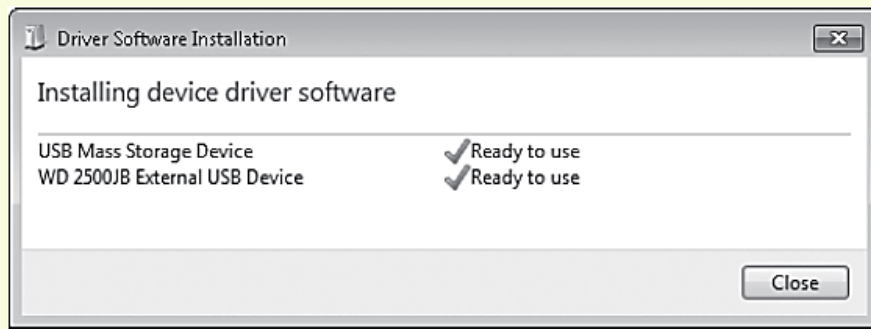 Driver Software Installation
Installing device driver software
USB Mass Storage Device Ready to use
WD 2500JB External USB Device Ready to use
Close